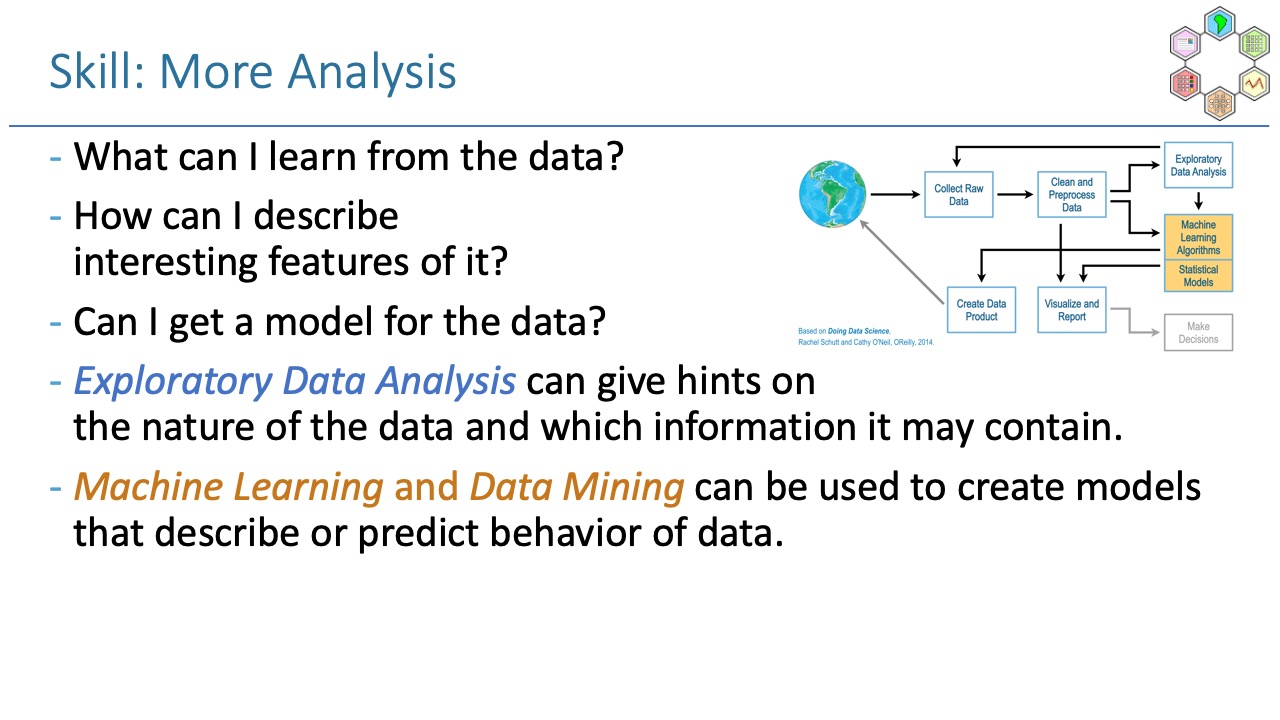 Skill: More Analysis
- What can I learn from the data?
- How can I describe
interesting features of it?
- Can I get a model for the data?
- Exploratory Data Analysis can give hints on
the nature of the data and which information it may contain.
- Machine Learning and Data Mining can be used to create models
that describe or predict behavior of data.
Collect Raw
Data
Clean and
Preprocess
Data
Exploratory
Data Analysis
Machine
Learning
Algorithms
Statistical
Models
Create Data
Product
Visualize and
Report
Make
Decisions
Based on Doing Data Science,
Rachel Schutt and Cathy O'Neil, OReilly, 2014.